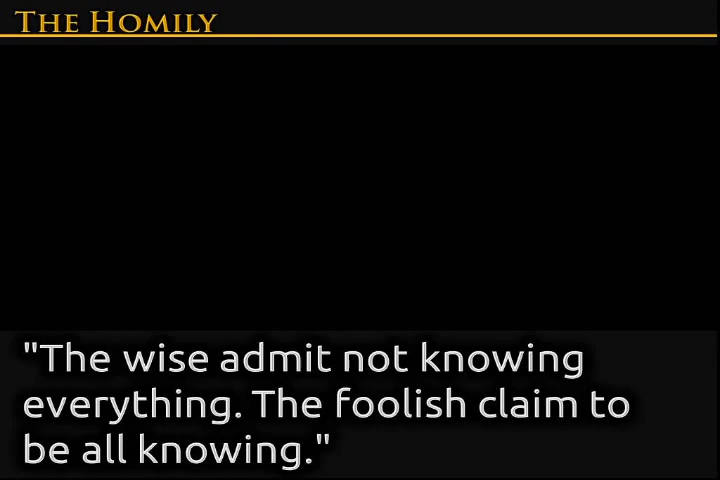 The Homily
"The wise admit not knowing
everything. The foolish claim to
be all knowing."